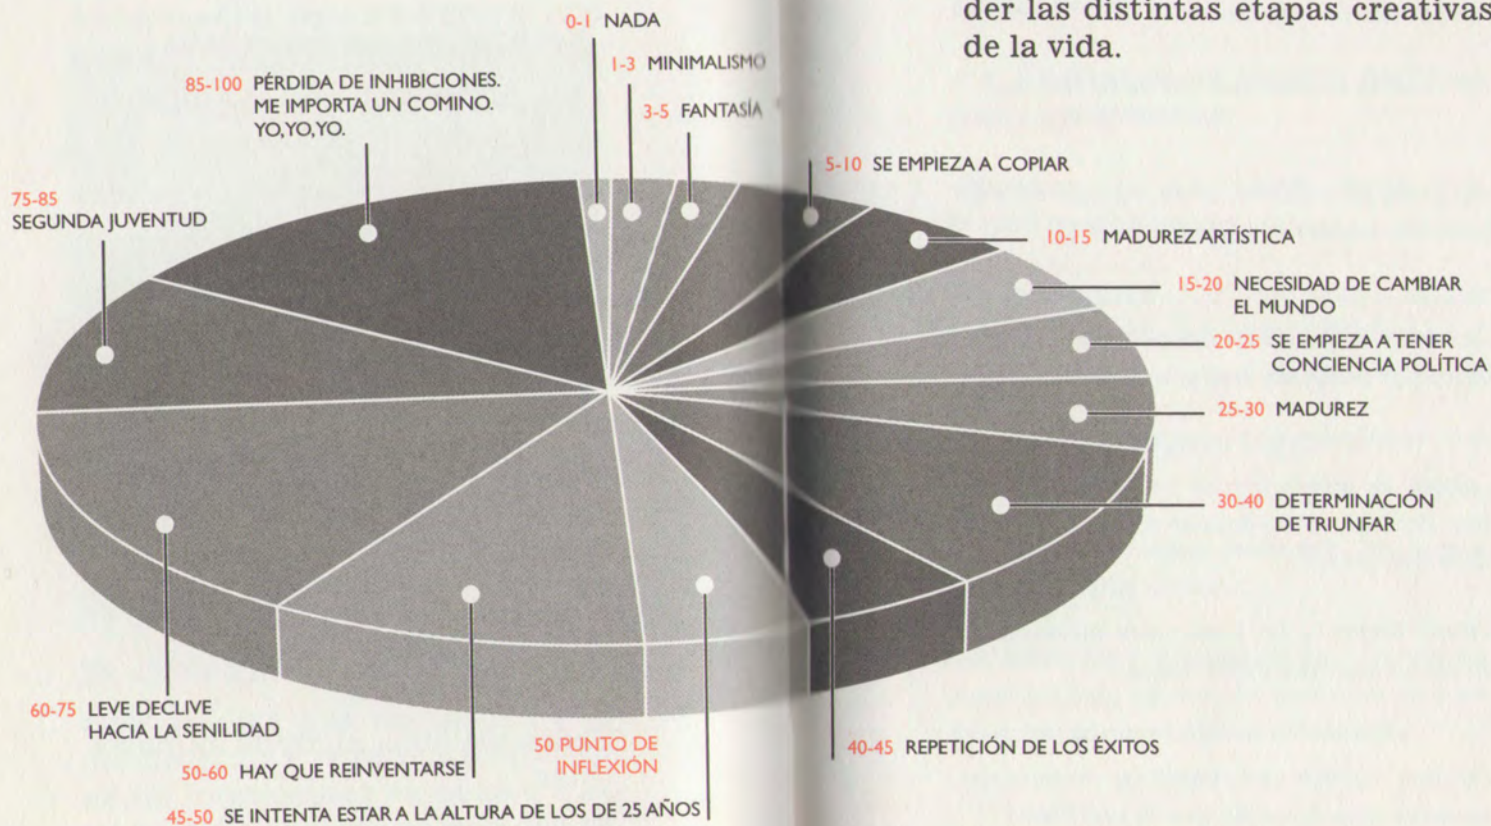 der las distintas etapas creativas
de la vida.
0-1 NADA
1-3 MINIMALISMO
3-5 FANTASÍA
5-10 SE EMPIEZA A COPIAR
10-15 MADUREZ ARTÍSTICA
15-20 NECESIDAD DE CAMBIAR
EL MUNDO
20-25 SE EMPIEZA A TENER
CONCIENCIA POLÍTICA
25-30 MADUREZ
30-40 DETERMINACIÓN
DE TRIUNFAR
40-45 REPETICIÓN DE LOS ÉXITOS
45-50 SE INTENTA ESTAR A LA ALTURA DE LOS DE 25 AÑOS
50 PUNTO DE
INFLEXIÓN
50-60 HAY QUE REINVENTARSE
60-75 LEVE DECLIVE
HACIA LA SENILIDAD
75-85
SEGUNDA JUVENTUD
85-100 PÉRDIDA DE INHIBICIONES.
ME IMPORTA UN COMINO.
YO,YO,YO.